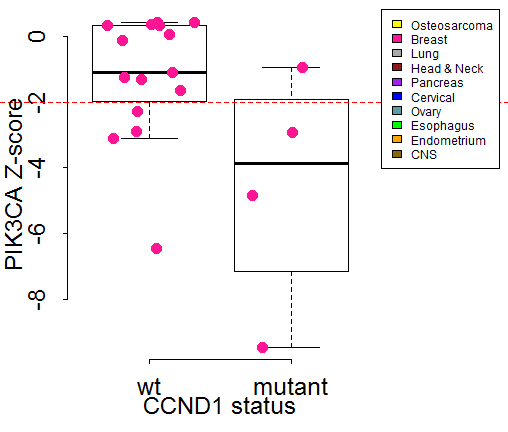 PIK3CA Z-score
0
-2
-4
-6
-8
wt
mutant
CCND1 status
Osteosarcoma
Breast
Lung
Head & Neck
Pancreas
Cervical
Ovary
Esophagus
Endometrium
CNS